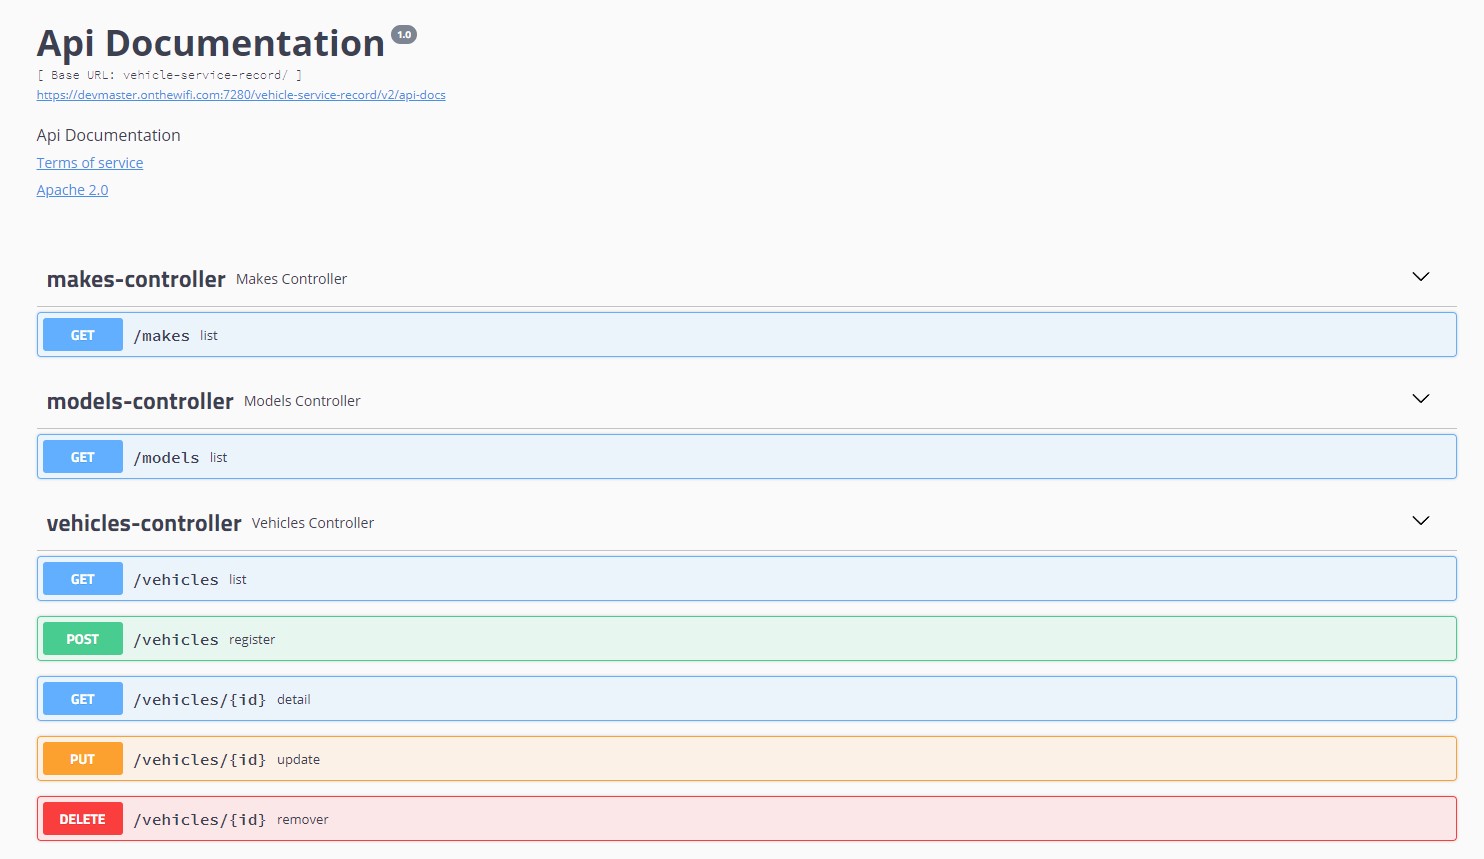 Api Documentation 1.0
[ Base URL: vehicle-service-record/ ]
https://devmaster.onthewifi.com:7280/vehicle-service-record/v2/api-docs
Api Documentation
Terms of service
Apache 2.0
makes-controller Makes Controller
GET /makes list
models-controller Models Controller
GET /models list
vehicles-controller Vehicles Controller
GET /vehicles list
POST /vehicles register
GET /vehicles/{id} detail
PUT /vehicles/{id} update
DELETE /vehicles/{id} remover